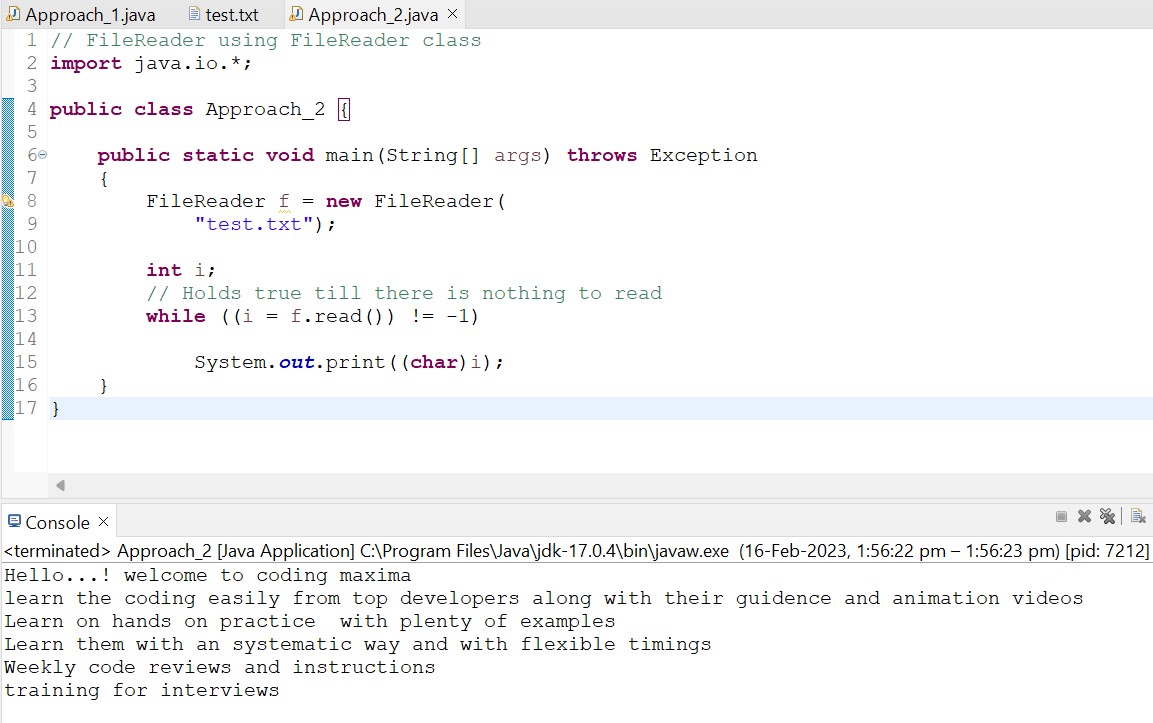 Approach_1.java test.txt Approach_2.java
1 // FileReader using FileReader class
2 import java.io.*;
3
4 public class Approach_2 {
5
6 public static void main(String[] args) throws Exception
7 {
8 FileReader f = new FileReader(
9 "test.txt");
10
11 int i;
12 // Holds true till there is nothing to read
13 while ((i = f.read()) != -1)
14
15 System.out.print((char)i);
16 }
17 }
Console
<terminated> Approach_2 [Java Application] C:\Program Files\Java\jdk-17.0.4\bin\javaw.exe (16-Feb-2023, 1:56:22 pm – 1:56:23 pm) [pid: 7212]
Hello...! welcome to coding maxima
learn the coding easily from top developers along with their guidence and animation videos
Learn on hands on practice  with plenty of examples
Learn them with an systematic way and with flexible timings
Weekly code reviews and instructions
training for interviews